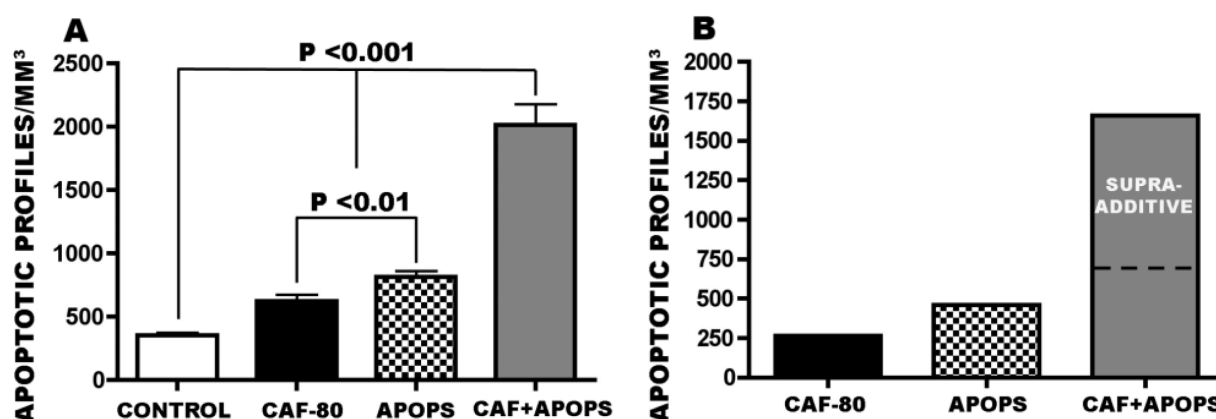 A
APOPTOTIC PROFILES/MM³
2500
2000
1500
1000
500
0
P <0.001
P <0.01
CONTROL CAF-80 APOPS CAF+APOPS
B
APOPTOTIC PROFILES/MM³
2000
1750
1500
1250
1000
750
500
250
0
SUPRA-
ADDITIVE
CAF-80 APOPS CAF+APOPS